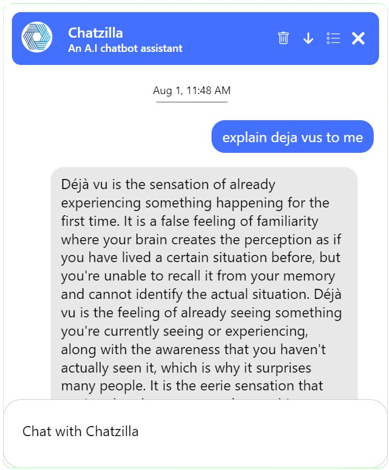 Chatzilla
An A.I chatbot assistant
Aug 1, 11:48 AM
explain deja vus to me
Déjà vu is the sensation of already
experiencing something happening for the
first time. It is a false feeling of familiarity
where your brain creates the perception as if
you have lived a certain situation before, but
you're unable to recall it from your memory
and cannot identify the actual situation. Déjà
vu is the feeling of already seeing something
you're currently seeing or experiencing,
along with the awareness that you haven't
actually seen it, which is why it surprises
many people. It is the eerie sensation that
Chat with Chatzilla